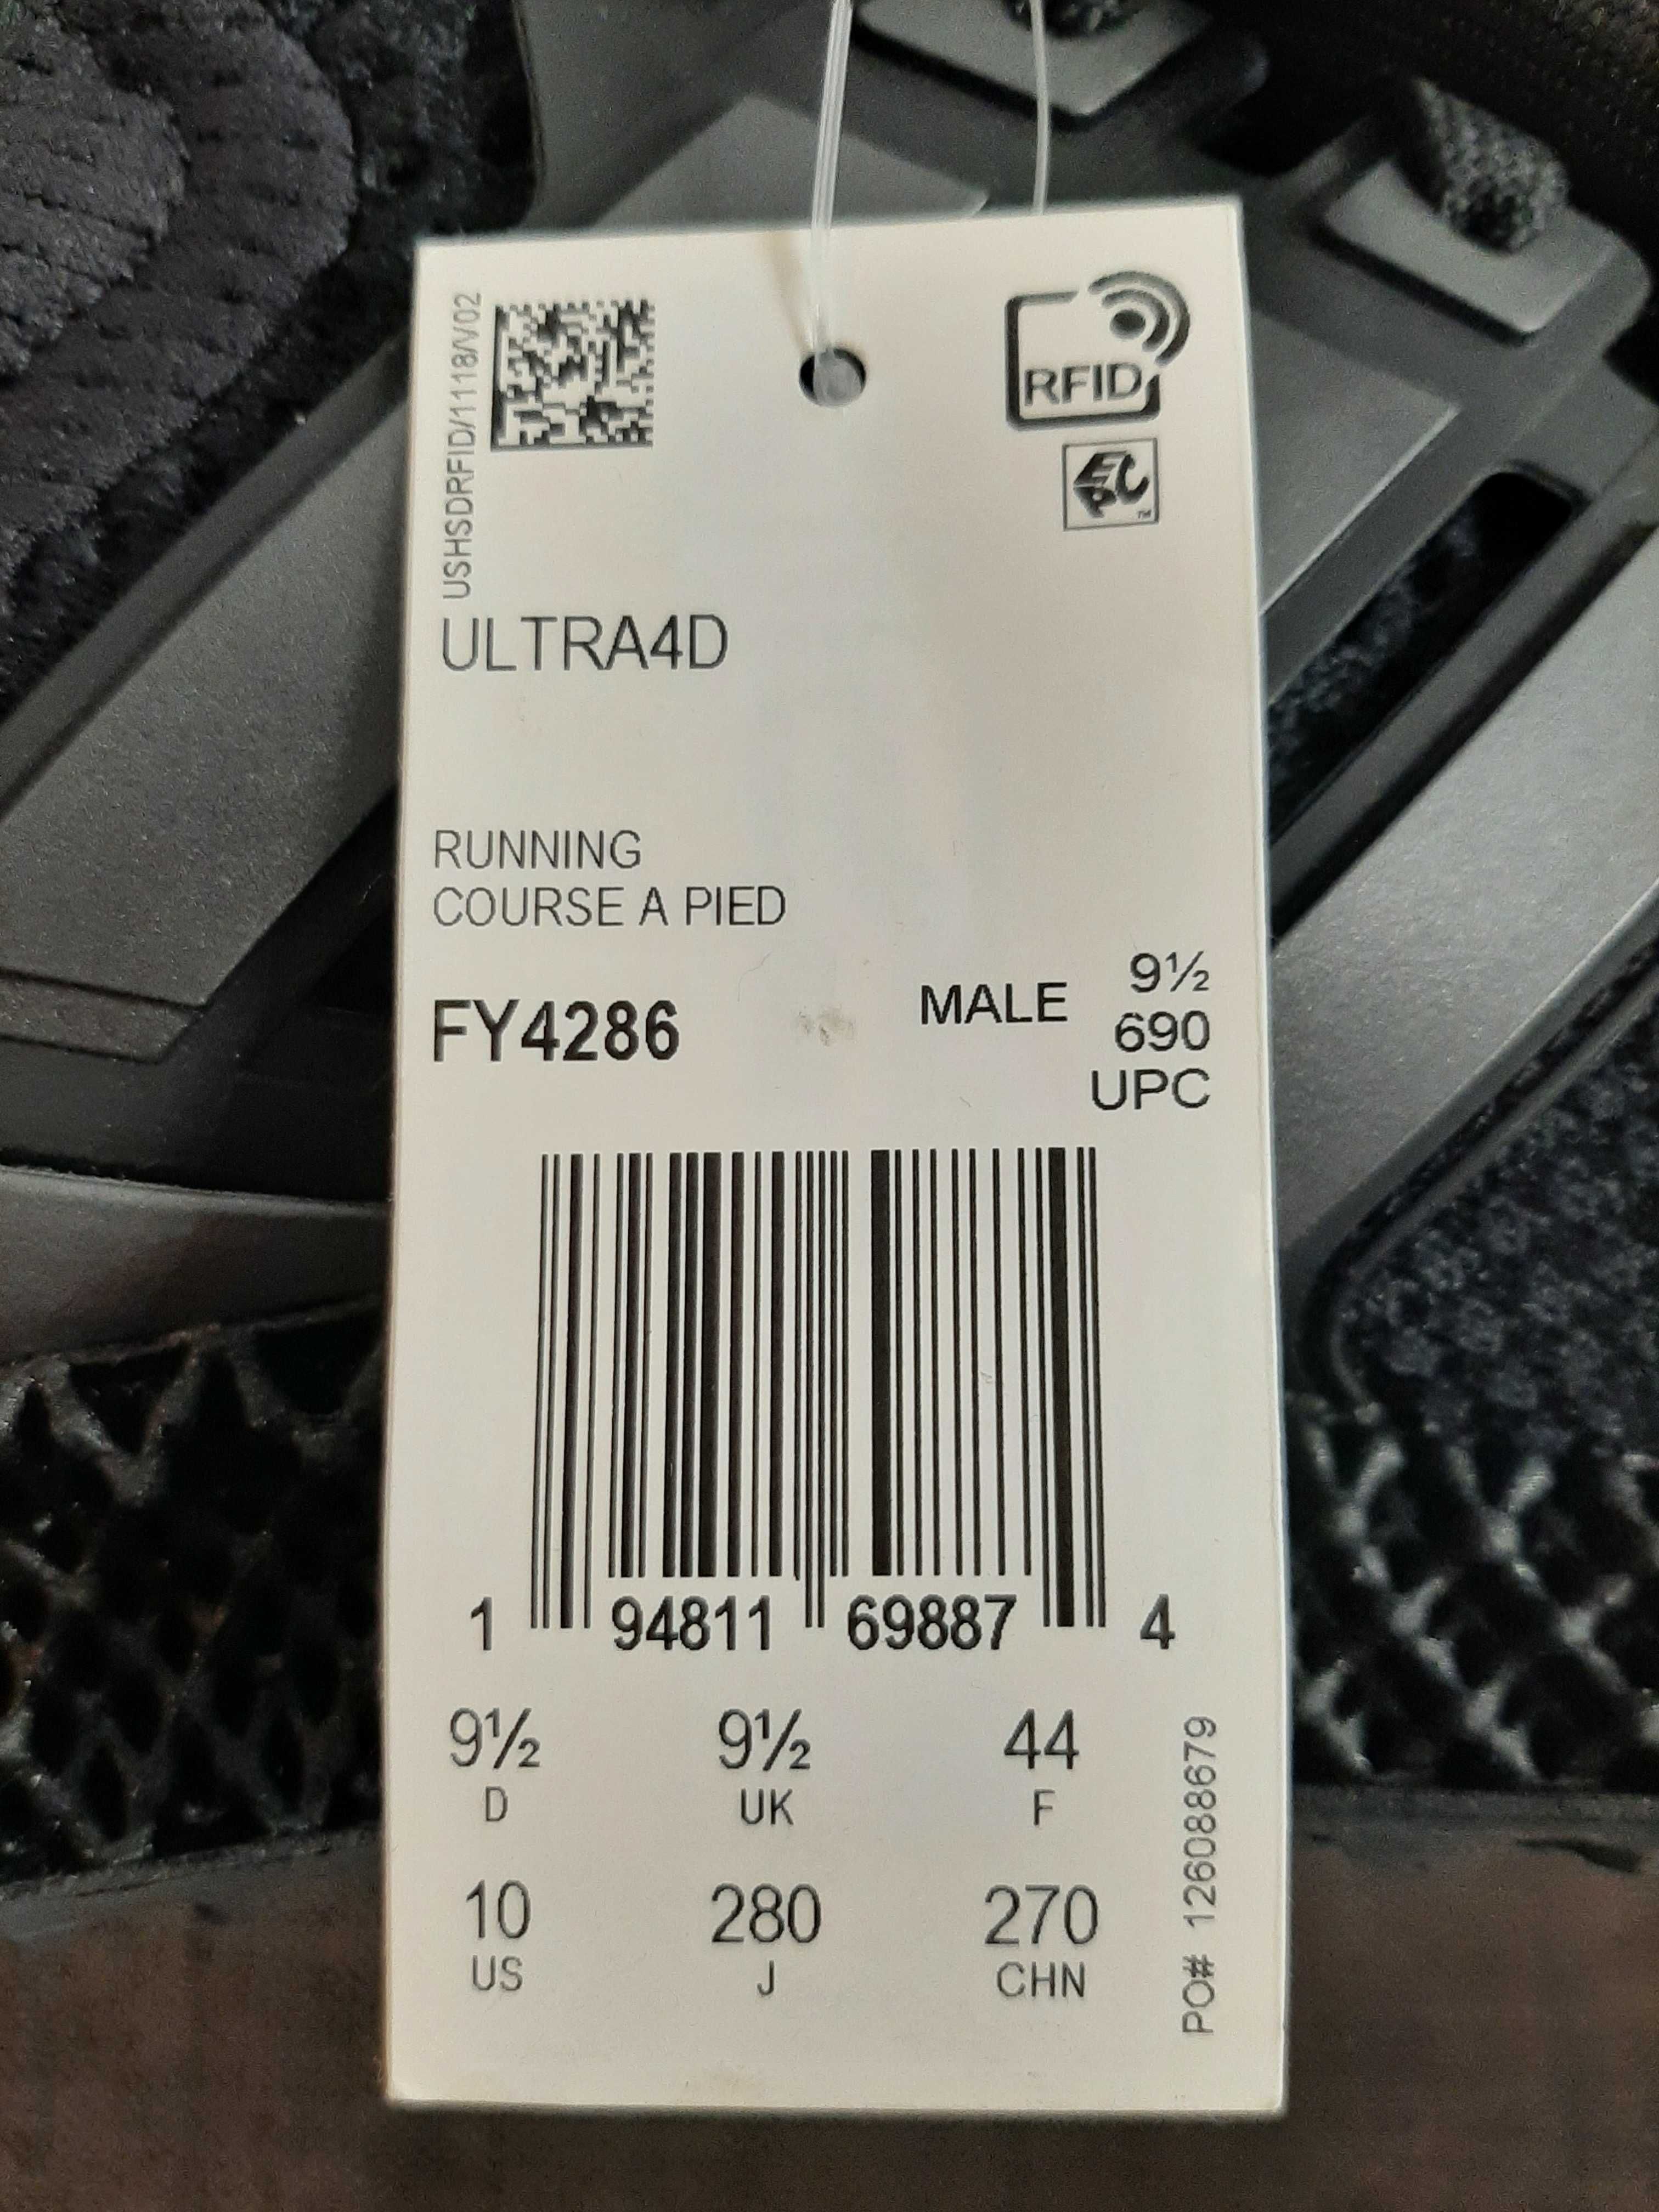 USHSDRFID/1118/V02
RFID
EPC™
ULTRA4D
RUNNING
COURSE A PIED
FY4286
MALE
9½
690
UPC
1 94811 69887 4
9½ 9½ 44
D UK F
10 280 270
US J CHN
PO# 126088679